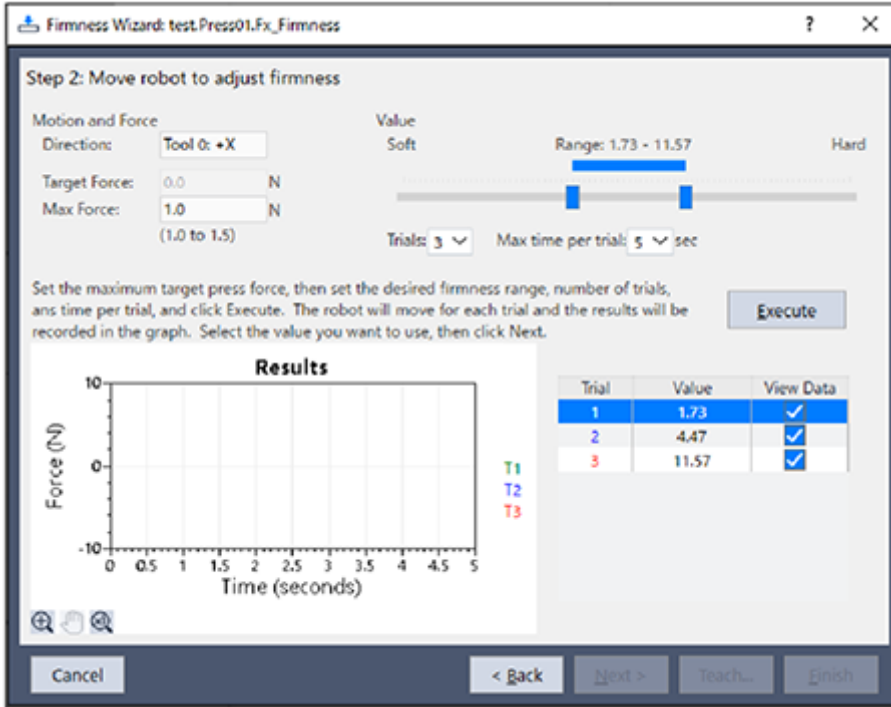 Firmness Wizard: test.Press01.Fx_Firmness ?
Step 2: Move robot to adjust firmness
Motion and Force
Direction: Tool 0: +X
Target Force: 0.0 N
Max Force: 1.0 N
(1.0 to 1.5)
Value
Soft Range: 1.73 - 11.57 Hard
Trials: 3 Max time per trial: 5 sec
Set the maximum target press force, then set the desired firmness range, number of trials,
ans time per trial, and click Execute. The robot will move for each trial and the results will be
recorded in the graph. Select the value you want to use, then click Next.
Execute
Results
Force (N)
10
0
-10
0 0.5 1 1.5 2 2.5 3 3.5 4 4.5 5
Time (seconds)
T1
T2
T3
Trial Value View Data
1 1.73
2 4.47
3 11.57
Cancel < Back Next > Teach... Finish